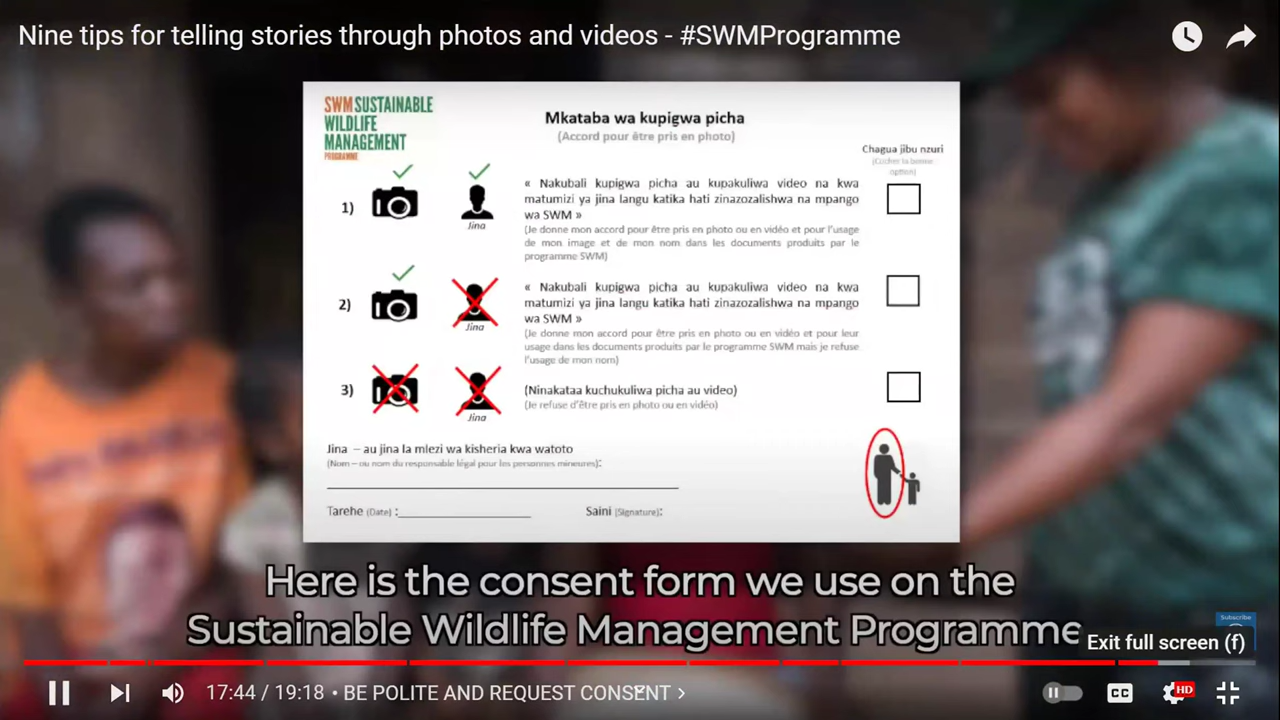 Nine tips for telling stories through photos and videos - #SWMProgramme
SWM SUSTAINABLE
WILDLIFE
MANAGEMENT
PROGRAMME
Mkataba wa kupigwa picha
(Accord pour être pris en photo)
Chagua jibu nzuri
(Cocher la bonne
option)
1)
Jina
« Nakubali kupigwa picha au kupakuliwa video na kwa
matumizi ya jina langu katika hati zinazozalishwa na mpango
wa SWM »
(Je donne mon accord pour être pris en photo ou en vidéo et pour l'usage
de mon image et de mon nom dans les documents produits par le
programme SWM)
2)
Jina
« Nakubali kupigwa picha au kupakuliwa video na kwa
matumizi ya jina langu katika hati zinazozalishwa na mpango
wa SWM »
(Je donne mon accord pour être pris en photo ou en vidéo et pour leur
usage dans les documents produits par le programme SWM mais je refuse
l'usage de mon nom)
3)
Jina
(Ninakataa kuchukuliwa picha au video)
(Je refuse d'être pris en photo ou en vidéo)
Jina – au jina la mlezi wa kisheria kwa watoto
(Nom – ou nom du responsable légal pour les personnes mineures):
Tarehe (Date) :
Saini (Signature):
Here is the consent form we use on the
Sustainable Wildlife Management Programme
Subscribe
Exit full screen (f)
17:44 / 19:18 • BE POLITE AND REQUEST CONSENT >
CC
HD